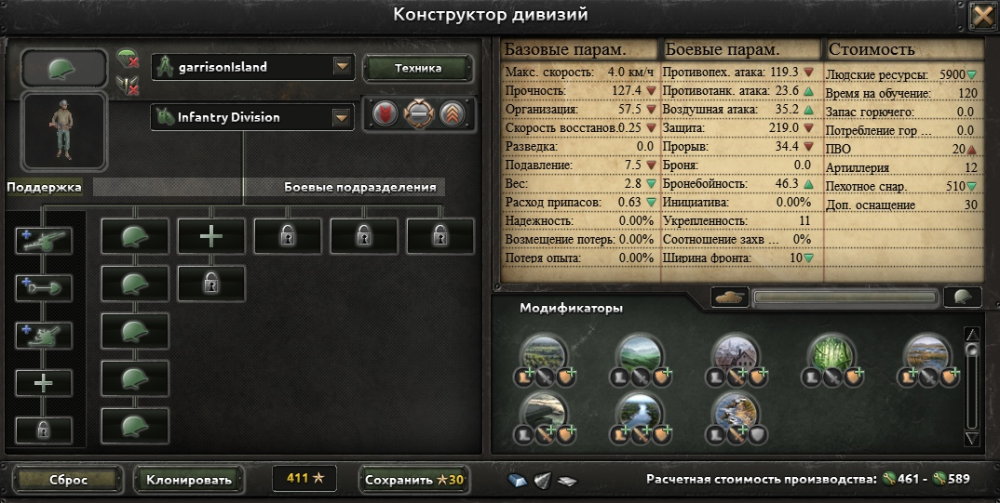 Конструктор дивизий
garrisonIsland
Техника
Infantry Division
Поддержка
Боевые подразделения
Базовые парам.
Макс. скорость: 4.0 км/ч
Прочность: 127.4
Организация: 57.5
Скорость восстанов.0.25
Разведка: 0.0
Подавление: 7.5
Вес: 2.8
Расход припасов: 0.63
Надежность: 0.00%
Возмещение потерь: 0.00%
Потеря опыта: 0.00%
Боевые парам.
Противопех. атака: 119.3
Противотанк. атака: 23.6
Воздушная атака: 35.2
Защита: 219.0
Прорыв: 34.4
Броня: 0.0
Бронебойность: 46.3
Инициатива: 0.00%
Укрепленность: 11
Соотношение захв ... 0%
Ширина фронта: 10
Стоимость
Людские ресурсы: 5900
Время на обучение: 120
Запас горючего: 0.0
Потребление гор ... 0.0
ПВО 20
Артиллерия 12
Пехотное снар. 510
Доп. оснащение 30
Модификаторы
Сброс
Клонировать
411
Сохранить 30
Расчетная стоимость производства: 461 - 589